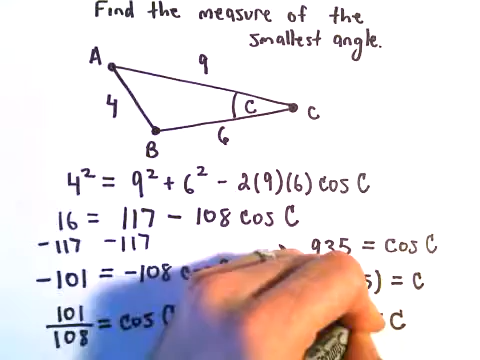 Find the measure of the
smallest angle.
A
9
4
C
C
6
B
4² = 9² + 6² - 2(9)(6) cos C
16 = 117 - 108 cos C
-117 -117
935 = cos C
-101 = -108 c
5) = C
101/108 = cos C
C